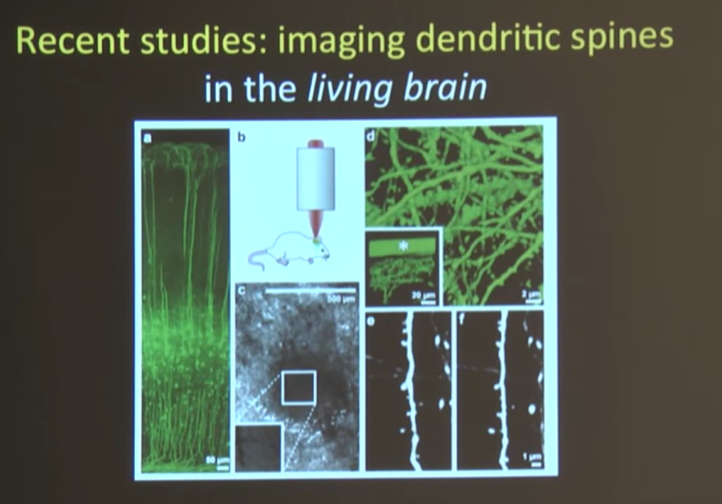 Recent studies: imaging dendritic spines
in the living brain
a
b
d
*
20 µm
2 µm
c
500 µm
e
f
50 µm
1 µm